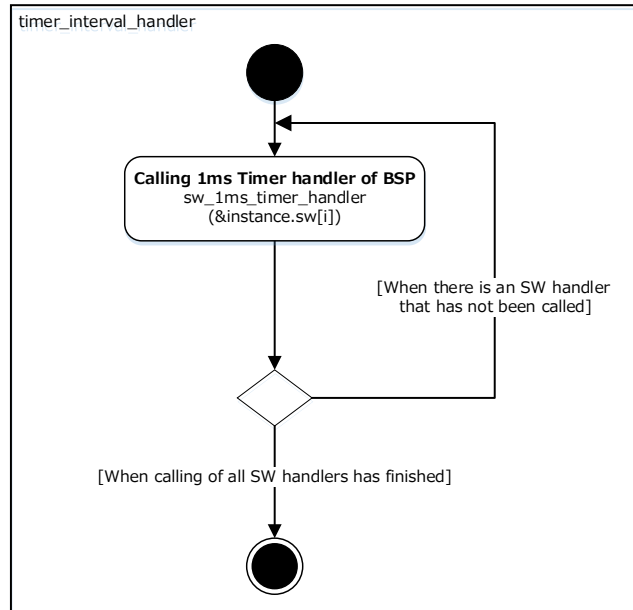 timer_interval_handler
Calling 1ms Timer handler of BSP
sw_1ms_timer_handler
(&instance.sw[i])
[When there is an SW handler
that has not been called]
[When calling of all SW handlers has finished]